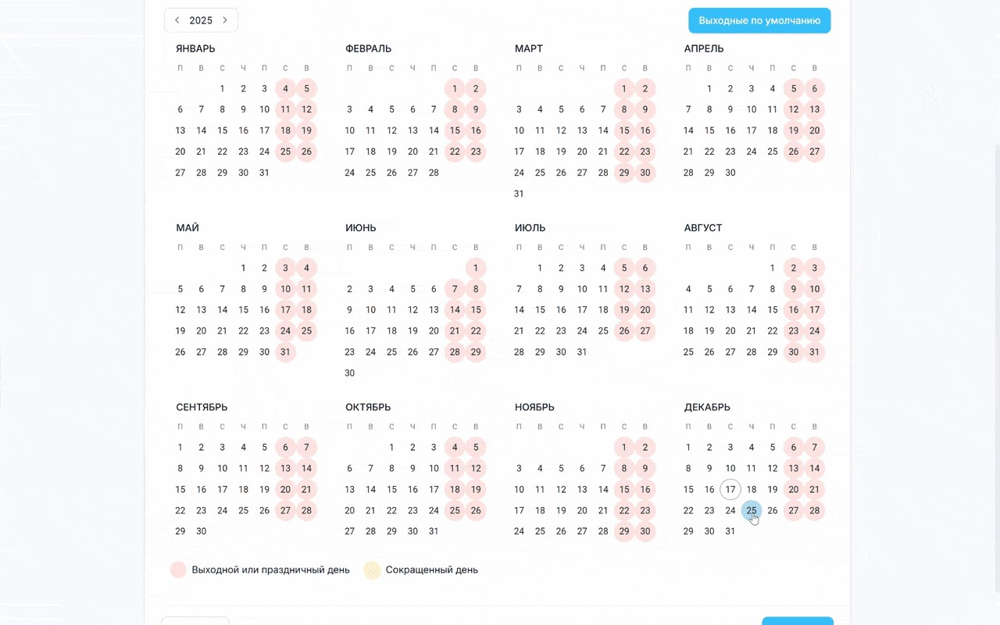 2025 Выходные по умолчанию
ЯНВАРЬ ФЕВРАЛЬ МАРТ АПРЕЛЬ
П В С Ч П С В П В С Ч П С В П В С Ч П С В П В С Ч П С В
1 2 3 4 5 1 2 1 2 1 2 3 4 5 6
6 7 8 9 10 11 12 3 4 5 6 7 8 9 3 4 5 6 7 8 9 7 8 9 10 11 12 13
13 14 15 16 17 18 19 10 11 12 13 14 15 16 10 11 12 13 14 15 16 14 15 16 17 18 19 20
20 21 22 23 24 25 26 17 18 19 20 21 22 23 17 18 19 20 21 22 23 21 22 23 24 25 26 27
27 28 29 30 31 24 25 26 27 28 24 25 26 27 28 29 30 28 29 30
31
МАЙ ИЮНЬ ИЮЛЬ АВГУСТ
П В С Ч П С В П В С Ч П С В П В С Ч П С В П В С Ч П С В
1 2 3 4 1 1 2 3 4 5 6 1 2 3
5 6 7 8 9 10 11 2 3 4 5 6 7 8 7 8 9 10 11 12 13 4 5 6 7 8 9 10
12 13 14 15 16 17 18 9 10 11 12 13 14 15 14 15 16 17 18 19 20 11 12 13 14 15 16 17
19 20 21 22 23 24 25 16 17 18 19 20 21 22 21 22 23 24 25 26 27 18 19 20 21 22 23 24
26 27 28 29 30 31 23 24 25 26 27 28 29 28 29 30 31 25 26 27 28 29 30 31
30
СЕНТЯБРЬ ОКТЯБРЬ НОЯБРЬ ДЕКАБРЬ
П В С Ч П С В П В С Ч П С В П В С Ч П С В П В С Ч П С В
1 2 3 4 5 6 7 1 2 3 4 5 1 2 1 2 3 4 5 6 7
8 9 10 11 12 13 14 6 7 8 9 10 11 12 3 4 5 6 7 8 9 8 9 10 11 12 13 14
15 16 17 18 19 20 21 13 14 15 16 17 18 19 10 11 12 13 14 15 16 15 16 17 18 19 20 21
22 23 24 25 26 27 28 20 21 22 23 24 25 26 17 18 19 20 21 22 23 22 23 24 25 26 27 28
29 30 27 28 29 30 31 24 25 26 27 28 29 30 29 30 31
Выходной или праздничный день Сокращенный день